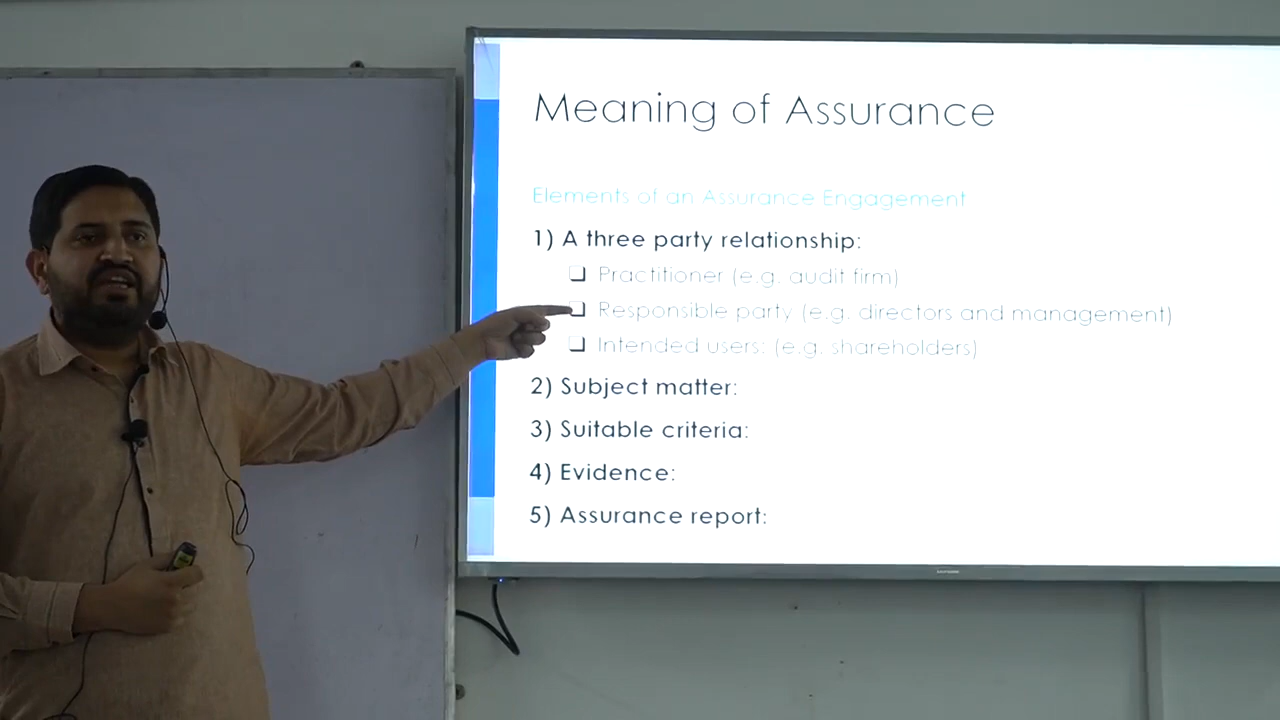 Meaning of Assurance
Elements of an Assurance Engagement
1) A three party relationship:
Practitioner (e.g. audit firm)
Responsible party (e.g. directors and management)
Intended users: (e.g. shareholders)
2) Subject matter:
3) Suitable criteria:
4) Evidence:
5) Assurance report: